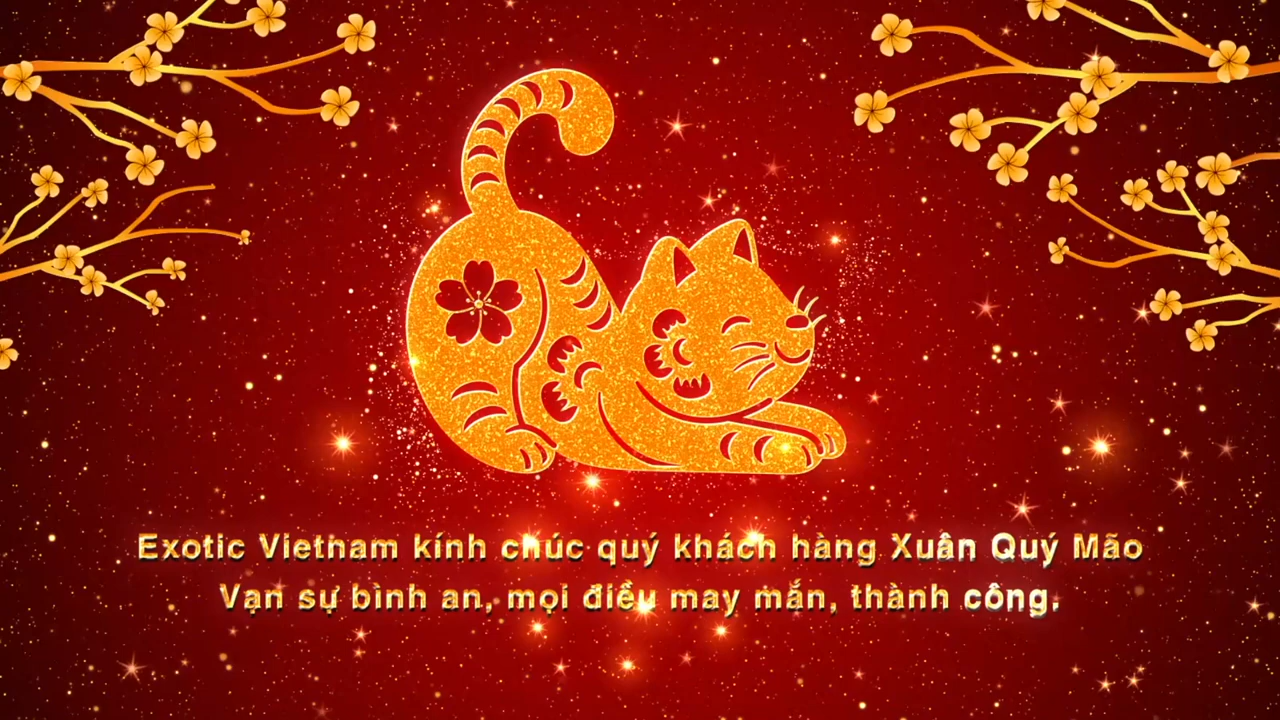 Exotic Vietnam kính chúc quý khách hàng Xuân Quý Mão
Vạn sự bình an, mọi điều may mắn, thành công.